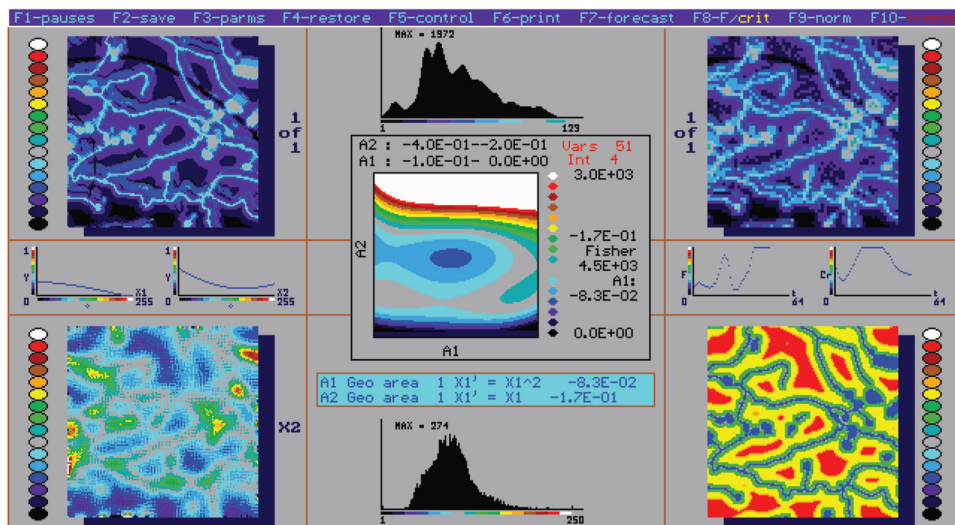 F1-pauses F2-save F3-parms F4-restore F5-control F6-print F7-forecast F8-F/crit F9-norm F10-freeze
MAX = 1972
1 123
1
of
1
1
of
1
A2 : -4.0E-01--2.0E-01 Vars 51
A1 : -1.0E-01- 0.0E+00 Int 4
3.0E+03
-1.7E-01
Fisher
4.5E+03
A1:
-8.3E-02
0.0E+00
A2
A1
1
Y
0
X1
255
1
Y
0
X2
255
1
F
0
t
64
1
Cr
0
t
64
A1 Geo area 1 X1' = X1^2 -8.3E-02
A2 Geo area 1 X1' = X1 -1.7E-01
X2
MAX = 274
1 250